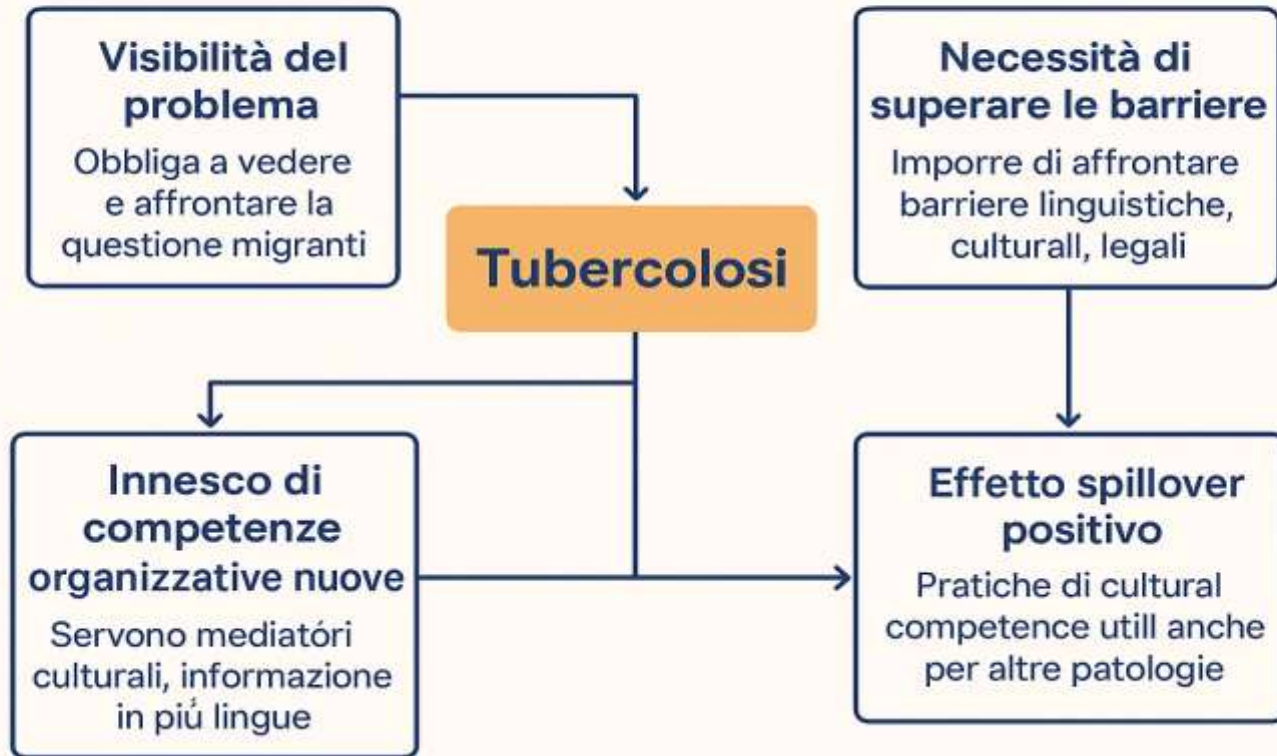 Visibilità del
problema
Obbliga a vedere
e affrontare la
questione migranti
Necessità di
superare le barriere
Imporre di affrontare
barriere linguistiche,
culturall, legali
Tubercolosi
Innesco di
competenze
organizzative nuove
Servono mediatóri
culturali, informazione
in più lingue
Effetto spillover
positivo
Pratiche di cultural
competence utill anche
per altre patologie